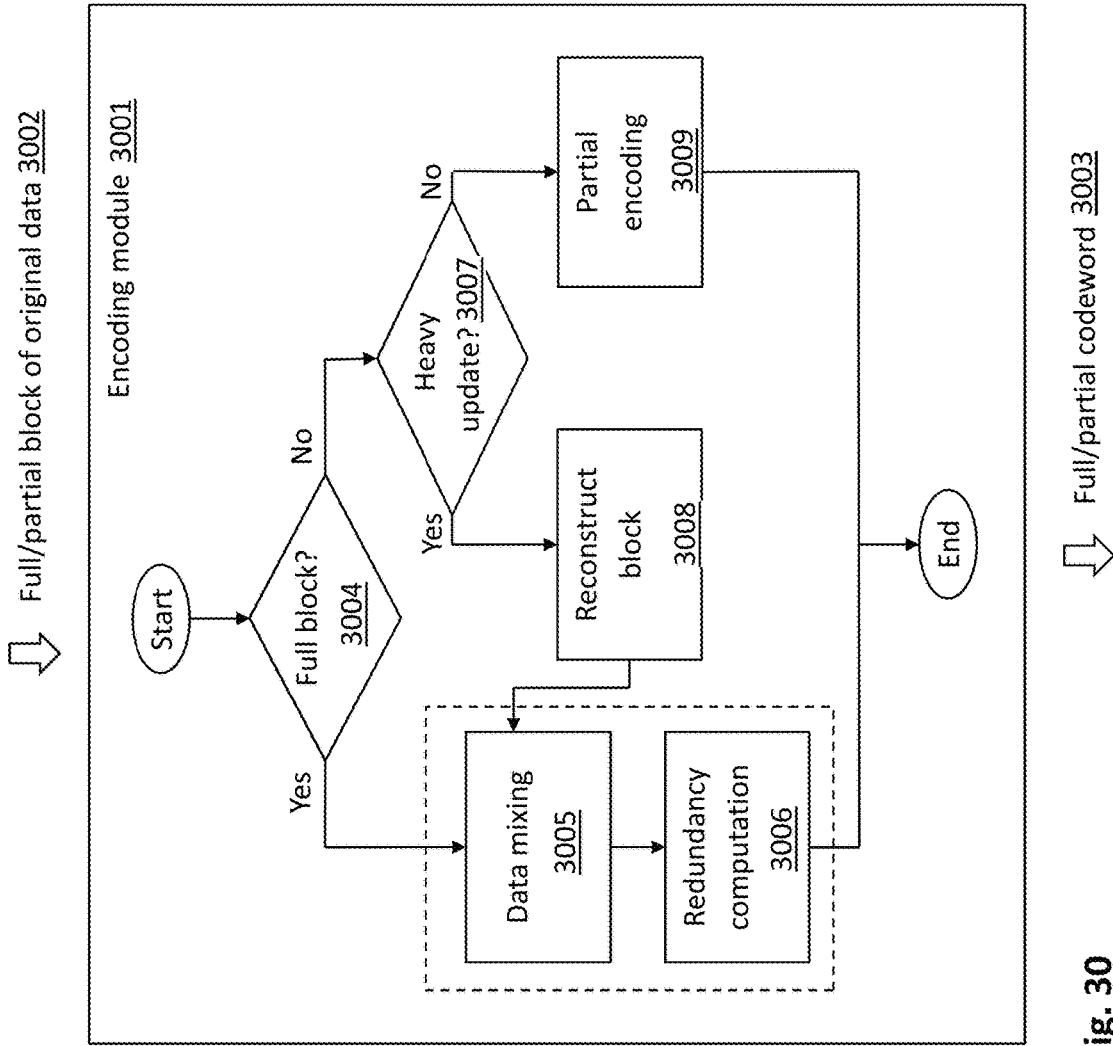 Full/partial block of original data 3002
Encoding module 3001
Start
Full block?
3004
Yes
No
Heavy
update? 3007
Yes
No
Data mixing
3005
Reconstruct
block
3008
Partial
encoding
3009
Redundancy
computation
3006
End
Full/partial codeword 3003
ig. 30